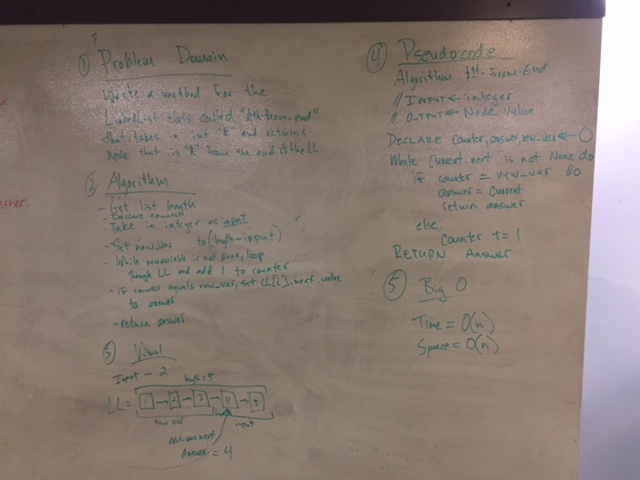 ① Problem Domain
Write a method for the
LinkedList class called "kth-from-end"
that takes in int "K" and returns
node that is "K" from the end of the LL.
② Algorithm
- Get list length
- Declare counter
- Take in integer as input
- Set new_var to (length - input)
- While is not None, loop
through LL and add 1 to counter
- if counter equals new_var, set LL[i].next value
to answer
- return answer
③ Visual
Input - 2
length = 5
LL = 1 → 2 → 3 → 4 → 5
new var
input
Answer = 4
④ Pseudocode
Algorithm From-End
// INPUT ← integer
// OUTPUT ← Node value
DECLARE counter, answer, new_var ← 0
While Current.next is not None do
if counter = new_var DO
answer = Current
return answer
else:
Counter += 1
RETURN Answer
⑤ Big O
Time = O(n)
Space = O(n)
ether